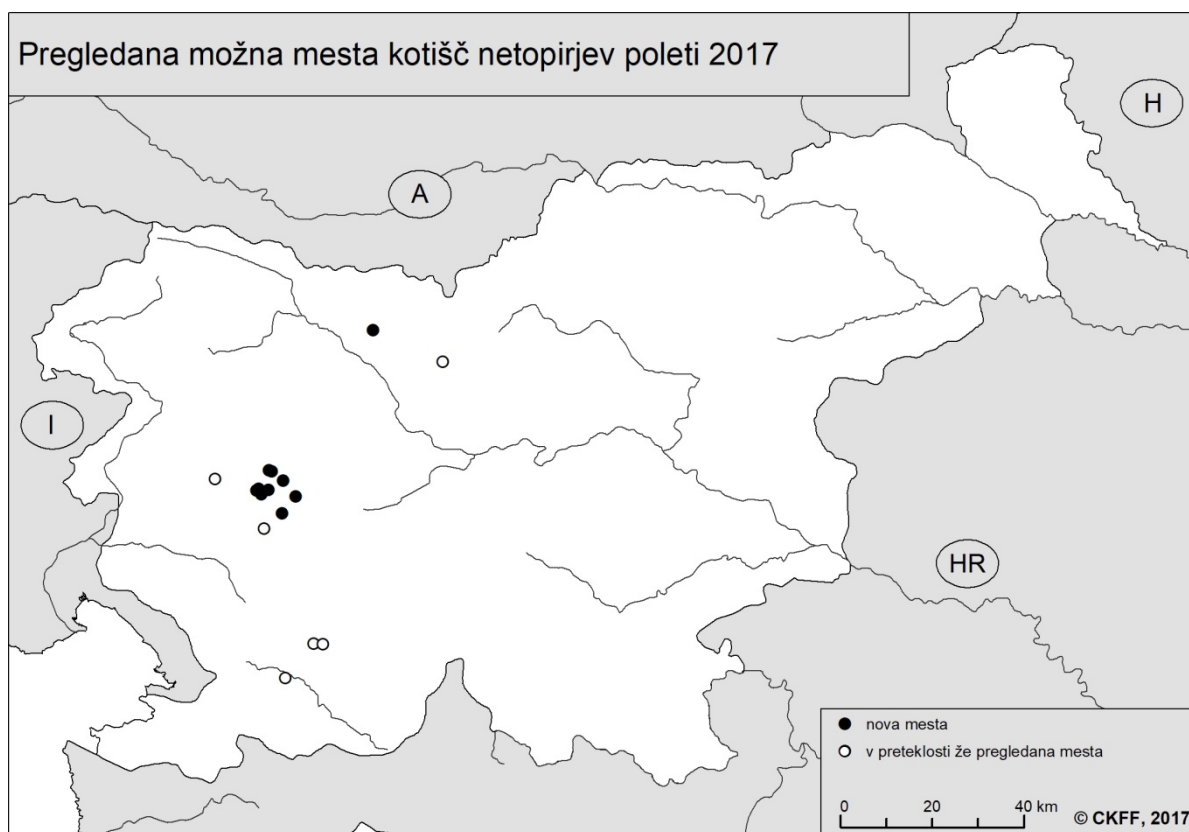 Pregledana možna mesta kotišč netopirjev poleti 2017
H
A
I
HR
nova mesta
v preteklosti že pregledana mesta
0 20 40 km
© CKFF, 2017